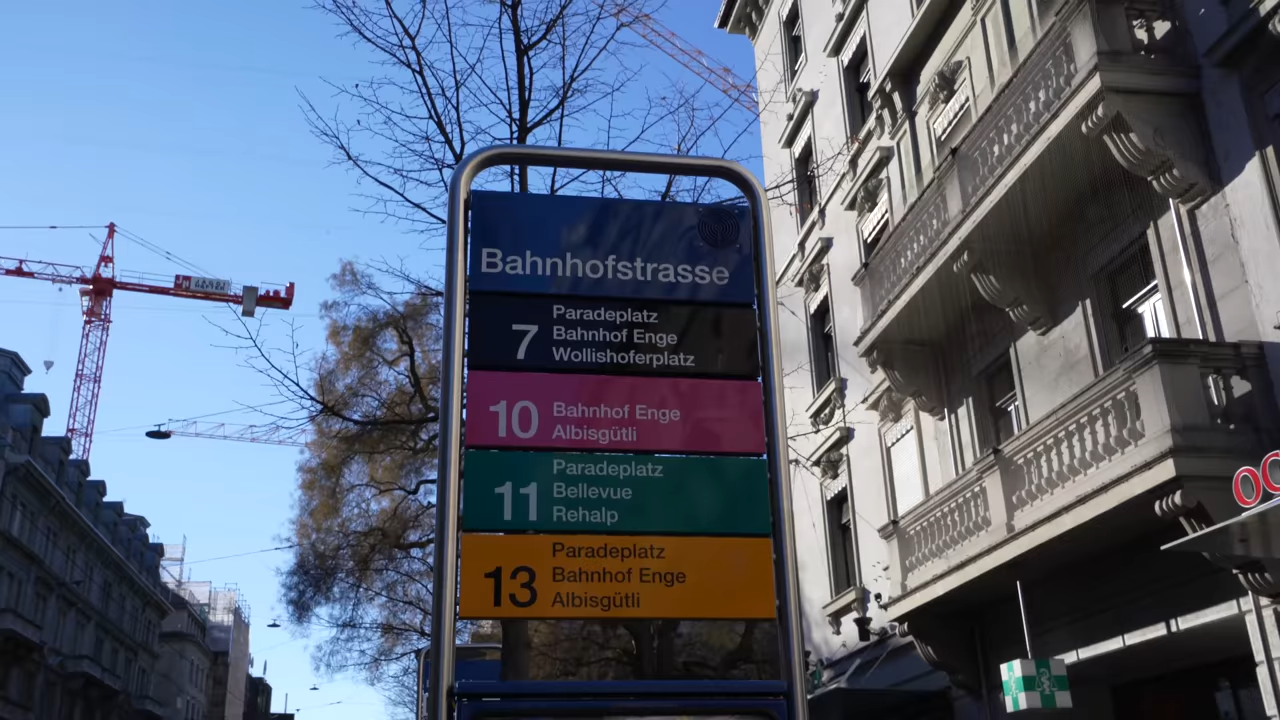 Bahnhofstrasse
7
Paradeplatz
Bahnhof Enge
Wollishoferplatz
10
Bahnhof Enge
Albisgütli
11
Paradeplatz
Bellevue
Rehalp
13
Paradeplatz
Bahnhof Enge
Albisgütli